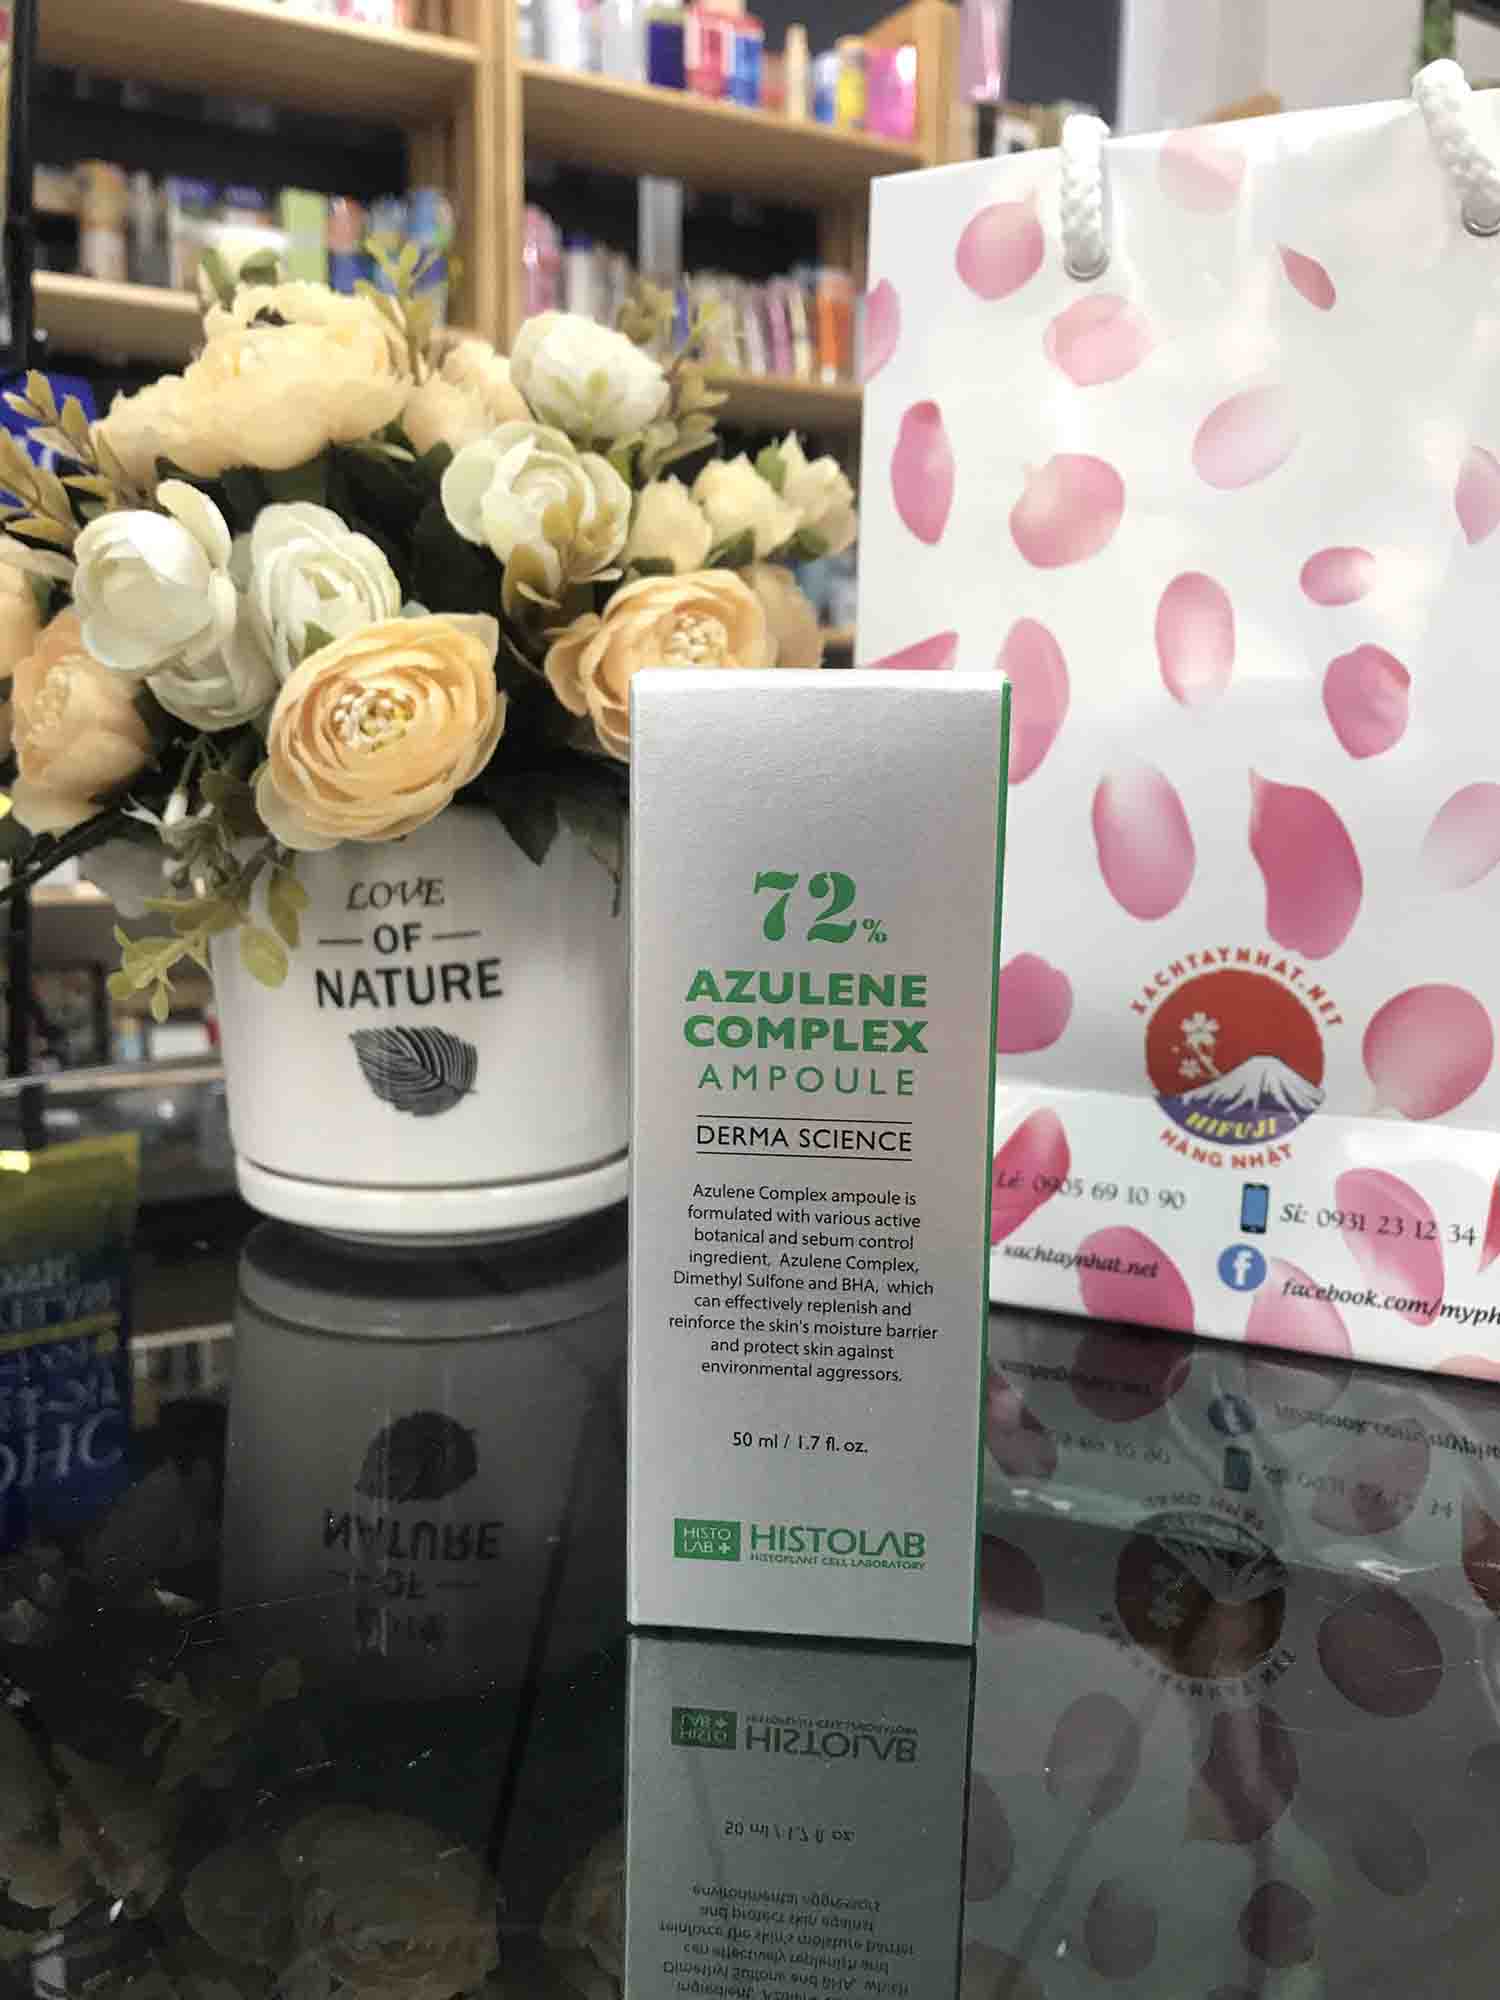 LOVE
OF
NATURE
72%
AZULENE
COMPLEX
AMPOULE
DERMA SCIENCE
Azulene Complex ampoule is
formulated with various active
botanical and sebum control
ingredient, Azulene Complex,
Dimethyl Sulfone and BHA, which
can effectively replenish and
reinforce the skin's moisture barrier
and protect skin against
environmental aggressors.
50 ml / 1.7 fl. oz.
HISTO
LAB +
HISTOLAB
HISTOPLANT CELL LABORATORY
XACHTAYNHAT.NET
HIFUJI
HÀNG NHẬT
Lẻ: 0905 69 10 90
Sỉ: 0931 23 12 34
xachtaynhat.net
facebook.com/myph